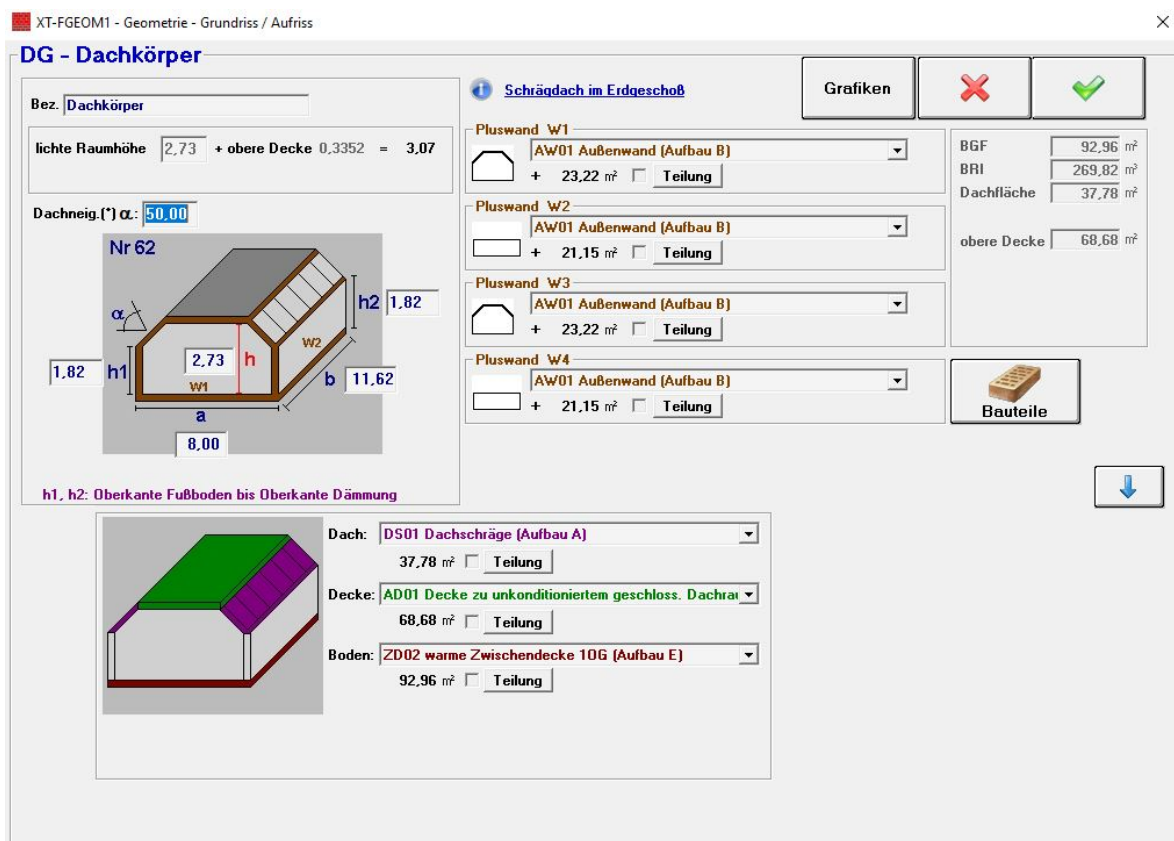 XT-FGEOM1 - Geometrie - Grundriss / Aufriss
DG - Dachkörper
Bez. Dachkörper
lichte Raumhöhe 2,73 + obere Decke 0,3352 = 3,07
Dachneig.(*) α.: 50,00
Nr 62
α
h2 1,82
1,82 h1
2,73 h
W2
W1
b 11,62
a
8,00
h1, h2: Oberkante Fußboden bis Oberkante Dämmung
Schrägdach im Erdgeschoß
Grafiken
Pluswand W1
AW01 Außenwand (Aufbau B)
+ 23,22 m² Teilung
Pluswand W2
AW01 Außenwand (Aufbau B)
+ 21,15 m² Teilung
Pluswand W3
AW01 Außenwand (Aufbau B)
+ 23,22 m² Teilung
Pluswand W4
AW01 Außenwand (Aufbau B)
+ 21,15 m² Teilung
BGF 92,96 m²
BRI 269,82 m³
Dachfläche 37,78 m²
obere Decke 68,68 m²
Bauteile
Dach: DS01 Dachschräge (Aufbau A)
37,78 m² Teilung
Decke: AD01 Decke zu unkonditioniertem geschloss. Dachrau
68,68 m² Teilung
Boden: ZD02 warme Zwischendecke 1OG (Aufbau E)
92,96 m² Teilung